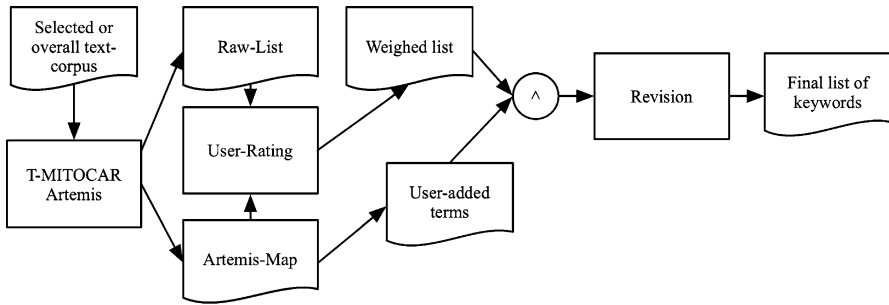 Selected or
overall text-
corpus
Raw-List
Weighed list
^
Revision
Final list of
keywords
T-MITOCAR
Artemis
User-Rating
User-added
terms
Artemis-Map